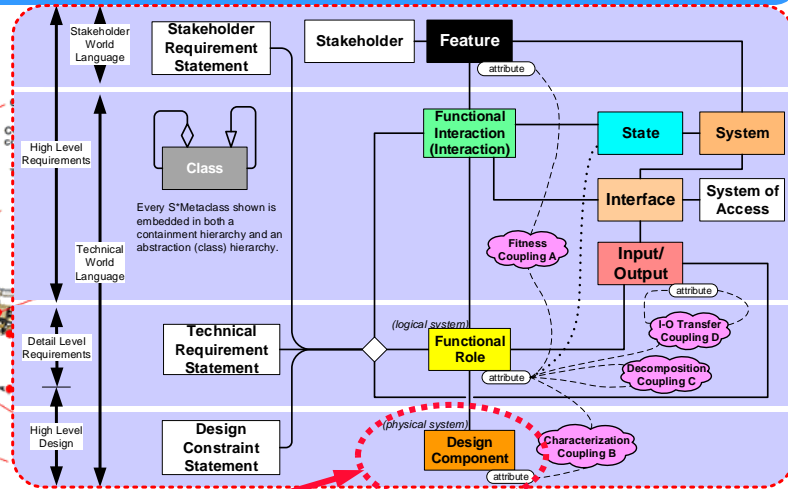 Stakeholder
World
Language
Stakeholder
Requirement
Statement
Stakeholder
Feature
attribute
High Level
Requirements
Class
Every S*Metaclass shown is
embedded in both a
containment hierarchy and an
abstraction (class) hierarchy.
Functional
Interaction
(Interaction)
State
System
Interface
System of
Access
Technical
World
Language
Fitness
Coupling A
Input/
Output
attribute
Detail Level
Requirements
Technical
Requirement
Statement
(logical system)
Functional
Role
attribute
I-O Transfer
Coupling D
Decomposition
Coupling C
High Level
Design
Design
Constraint
Statement
(physical system)
Design
Component
attribute
Characterization
Coupling B